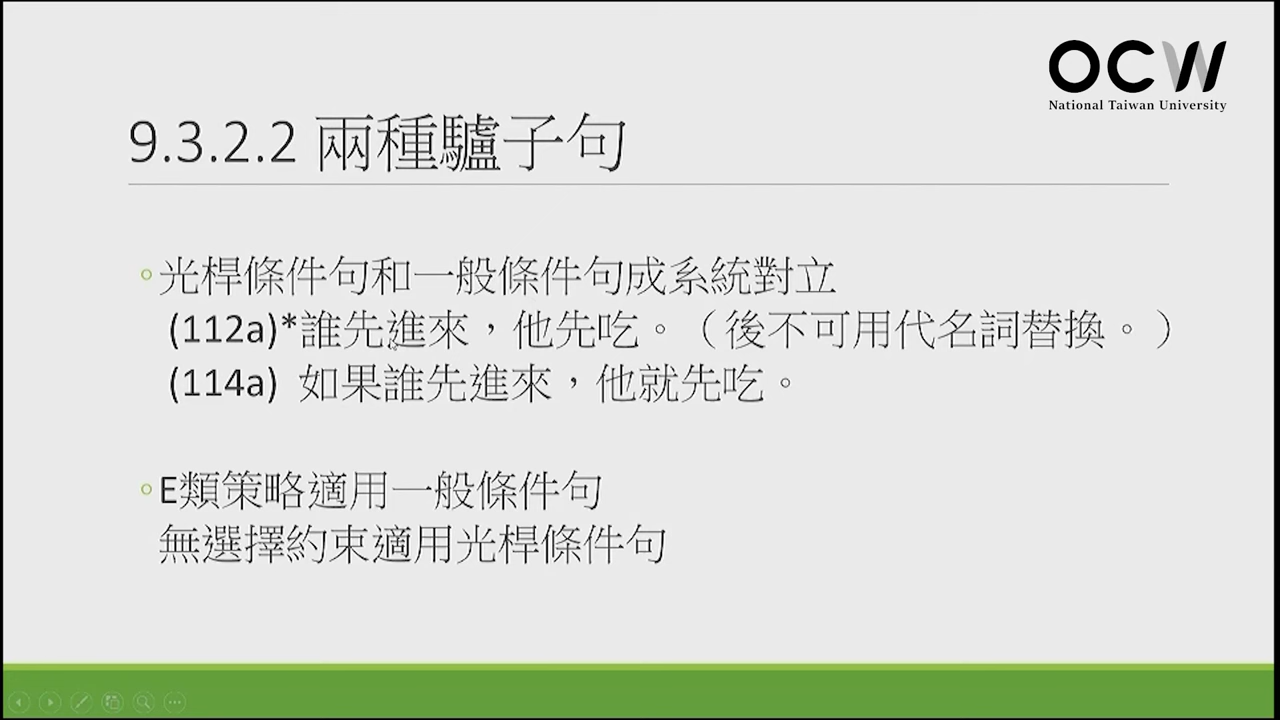 OCW
National Taiwan University
9.3.2.2 兩種驢子句
光桿條件句和一般條件句成系統對立
(112a)*誰先進來，他先吃。（後不可用代名詞替換。）
(114a) 如果誰先進來，他就先吃。
E類策略適用一般條件句
無選擇約束適用光桿條件句